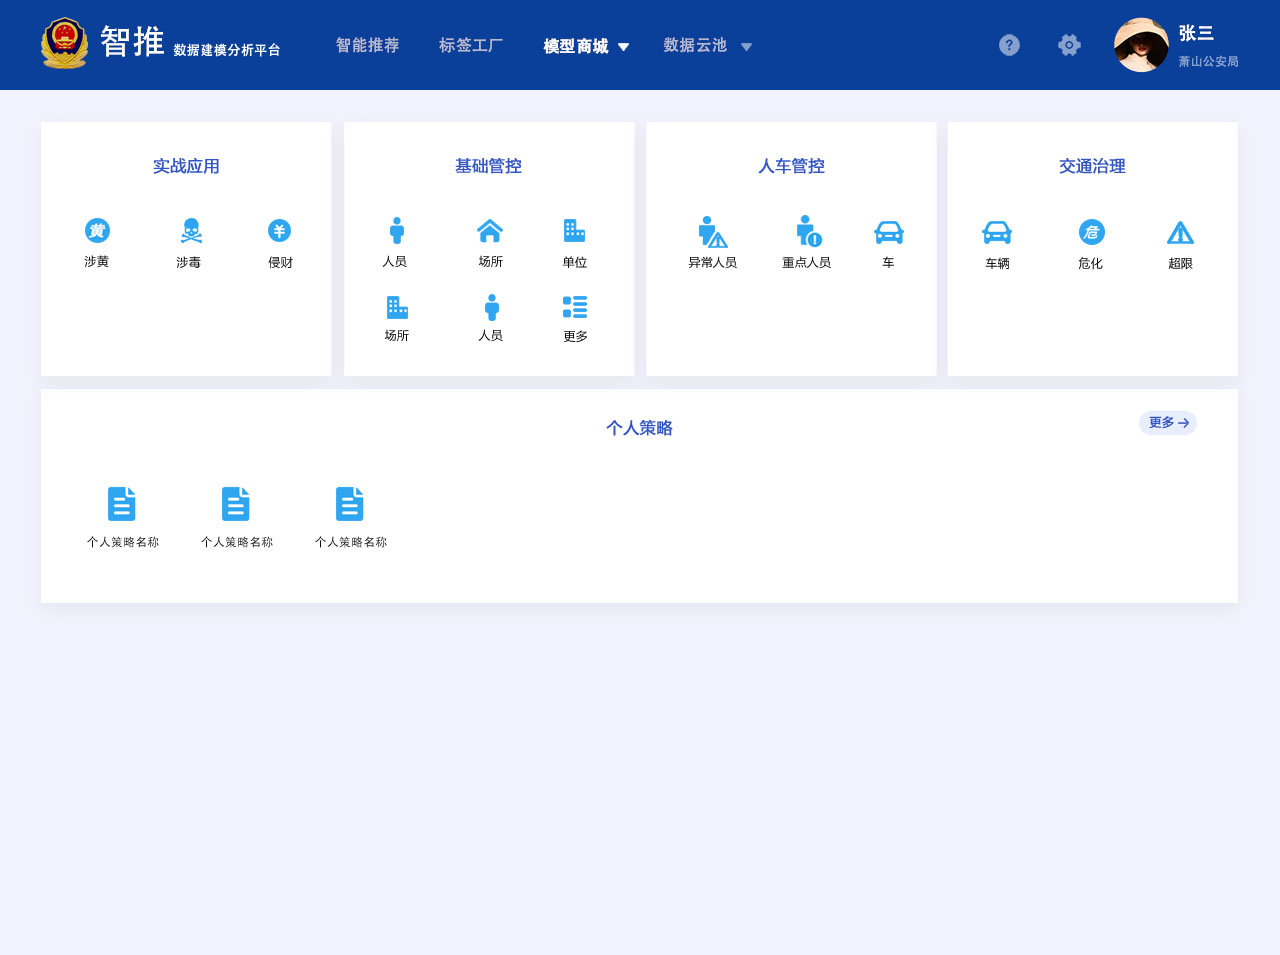 智推 数据建模分析平台 智能推荐 标签工厂 模型商城 数据云池 ? 张三
萧山公安局
实战应用 基础管控 人车管控 交通治理
黄 ¥ 危
涉黄 涉毒 侵财 人员 场所 单位 异常人员 重点人员 车 车辆 危化 超限
场所 人员 更多
个人策略 更多
个人策略名称 个人策略名称 个人策略名称